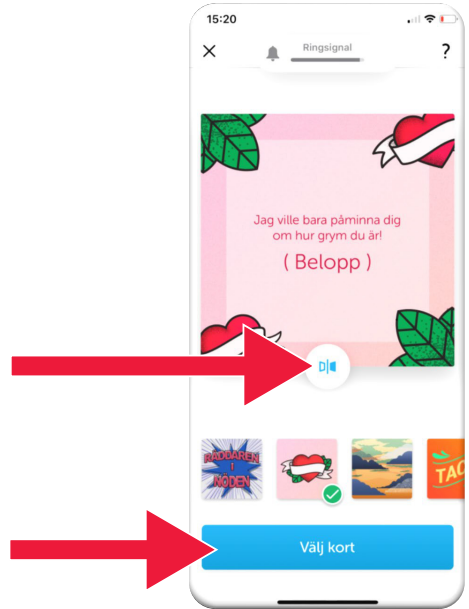 15:20
Ringsignal
?
Jag ville bara påminna dig
om hur grym du är!
( Belopp )
RÄDDAREN
I
NÖDEN
TAC
Välj kort